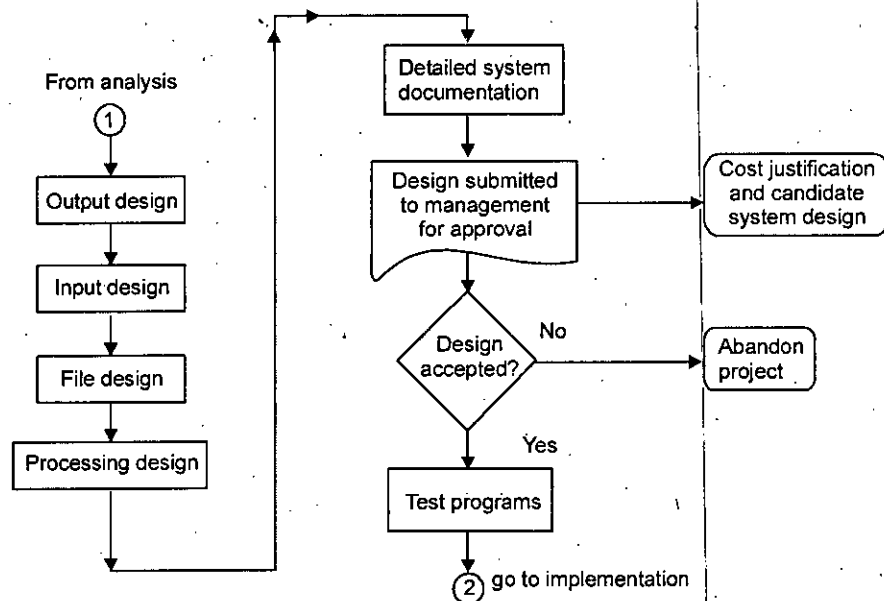 From analysis
1
Output design
Input design
File design
Processing design
Detailed system
documentation
Design submitted
to management
for approval
Cost justification
and candidate
system design
Design
accepted?
No
Abandon
project
Yes
Test programs
2 go to implementation